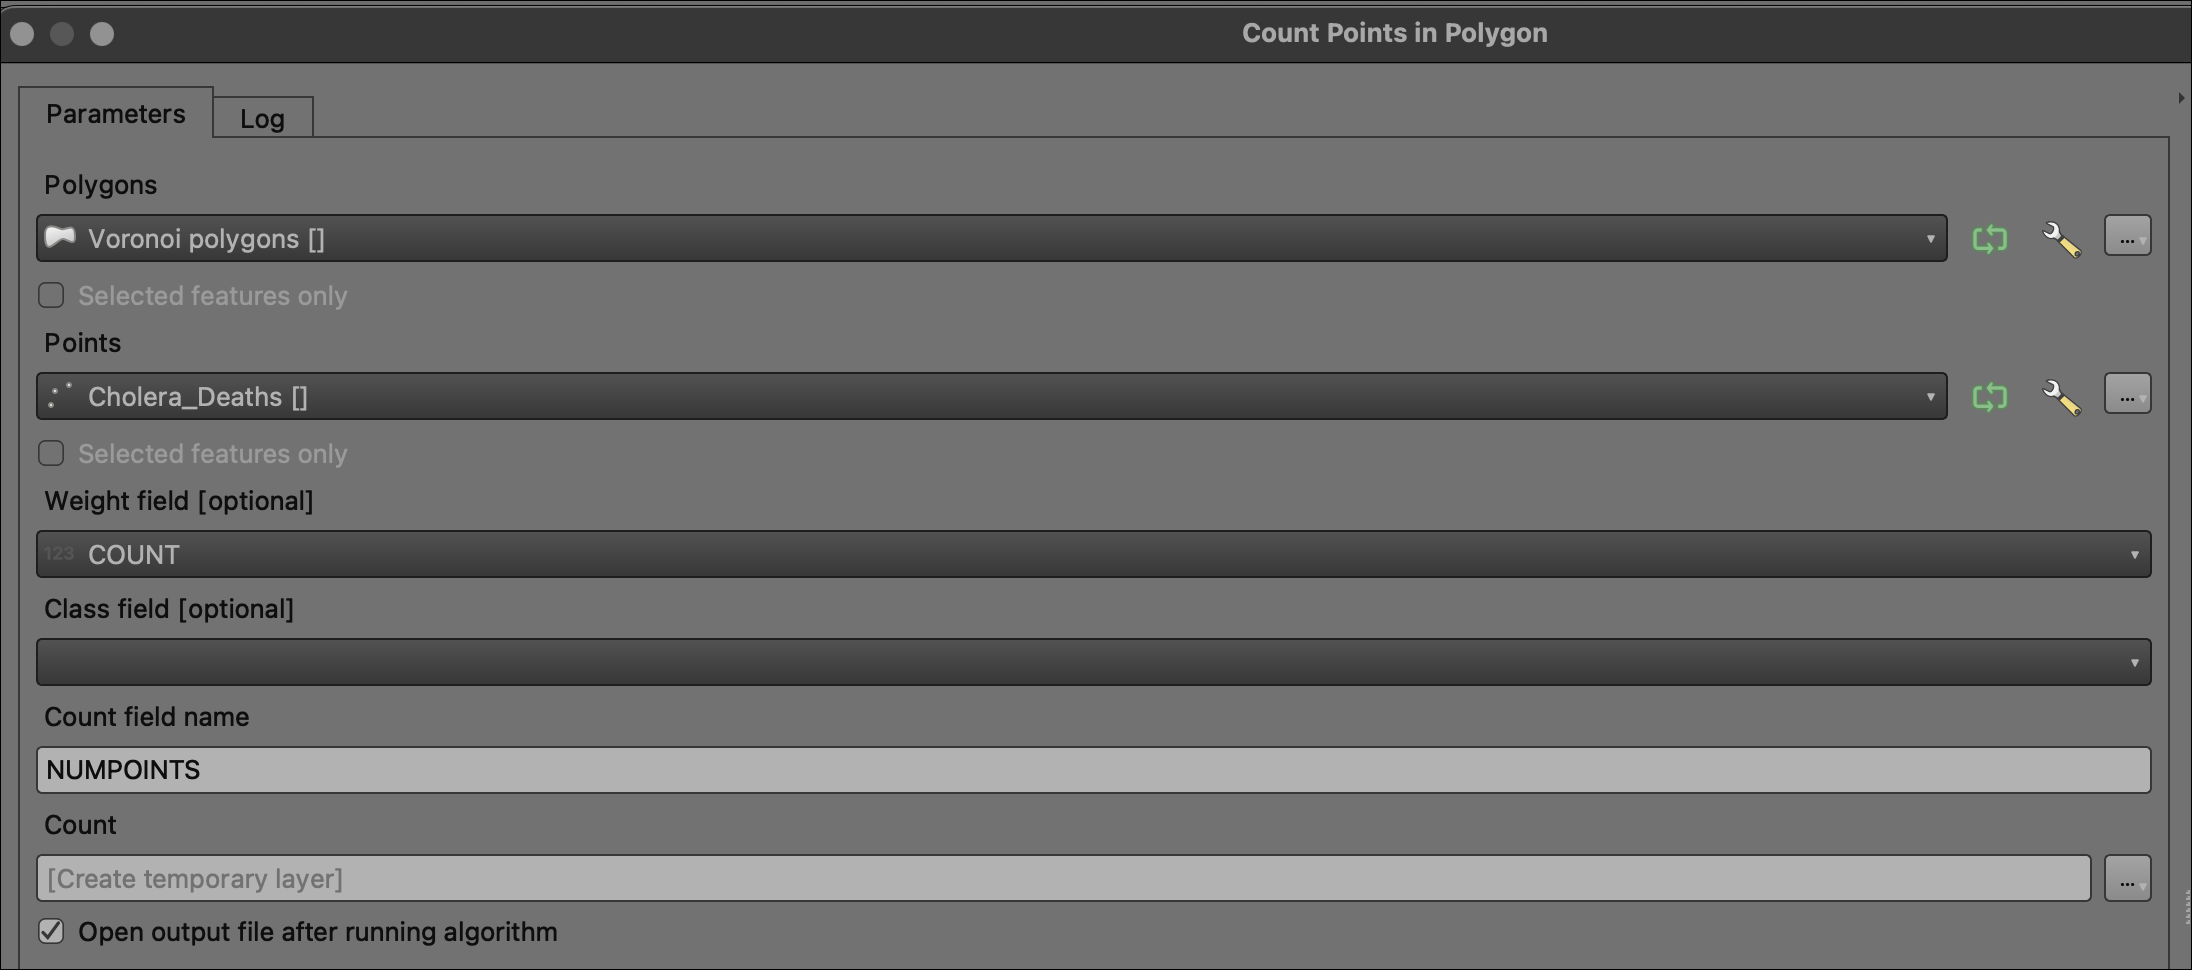 Count Points in Polygon
Parameters
Log
Polygons
Voronoi polygons []
...
Selected features only
Points
Cholera_Deaths []
...
Selected features only
Weight field [optional]
123 COUNT
Class field [optional]
Count field name
NUMPOINTS
Count
[Create temporary layer]
...
Open output file after running algorithm